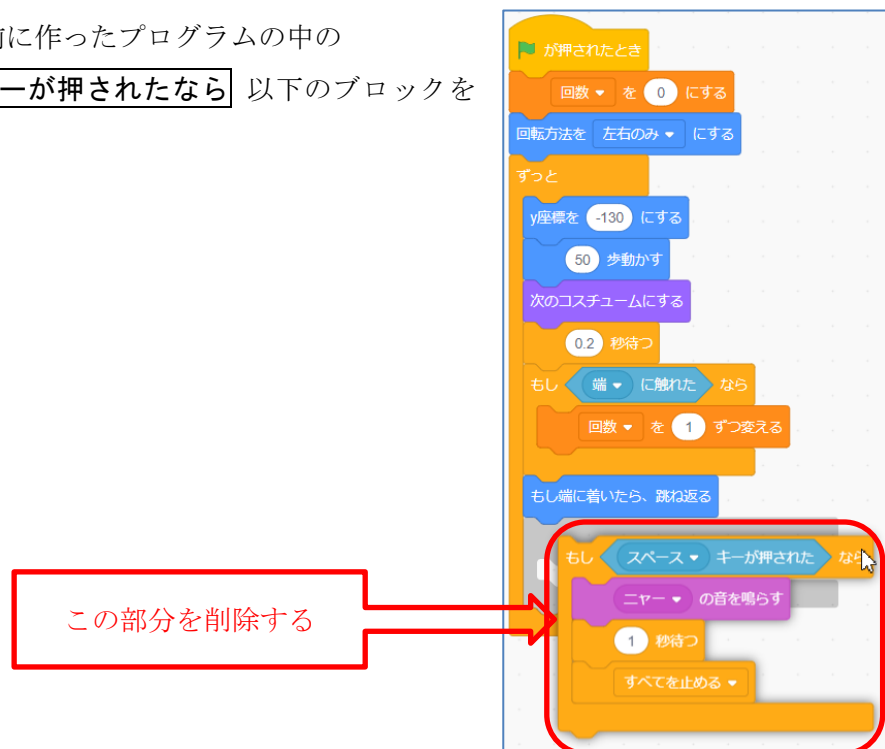 に作ったプログラムの中の
ーが押されたなら 以下のブロックを
が押されたとき
回数 を 0 にする
回転方法を 左右のみ にする
ずっと
y座標を -130 にする
50 歩動かす
次のコスチュームにする
0.2 秒待つ
もし 端 に触れた なら
回数 を 1 ずつ変える
もし端に着いたら、跳ね返る
もし スペース キーが押された なら
ニャー の音を鳴らす
1 秒待つ
すべてを止める
この部分を削除する